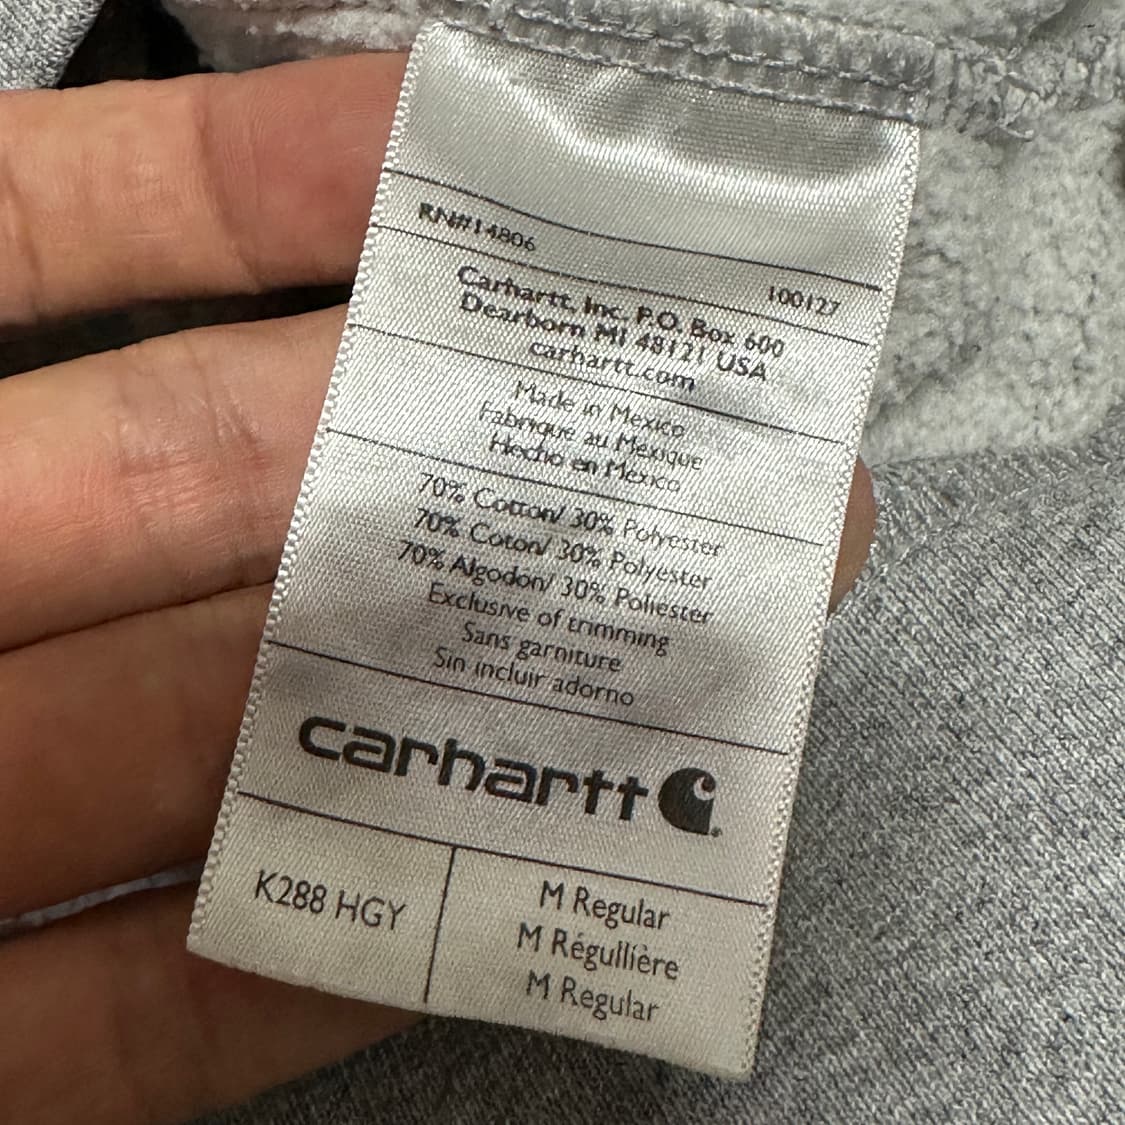 RN#14806
100127
Carhartt, Inc. P.O. Box 600
Dearborn MI 48121 USA
carhartt.com
Made in Mexico
Fabriqué au Mexique
Hecho en México
70% Cotton/ 30% Polyester
70% Coton/ 30% Polyester
70% Algodón/ 30% Poliester
Exclusive of trimming
Sans garniture
Sin incluir adorno
carhartt
K288 HGY
M Regular
M Régullière
M Regular